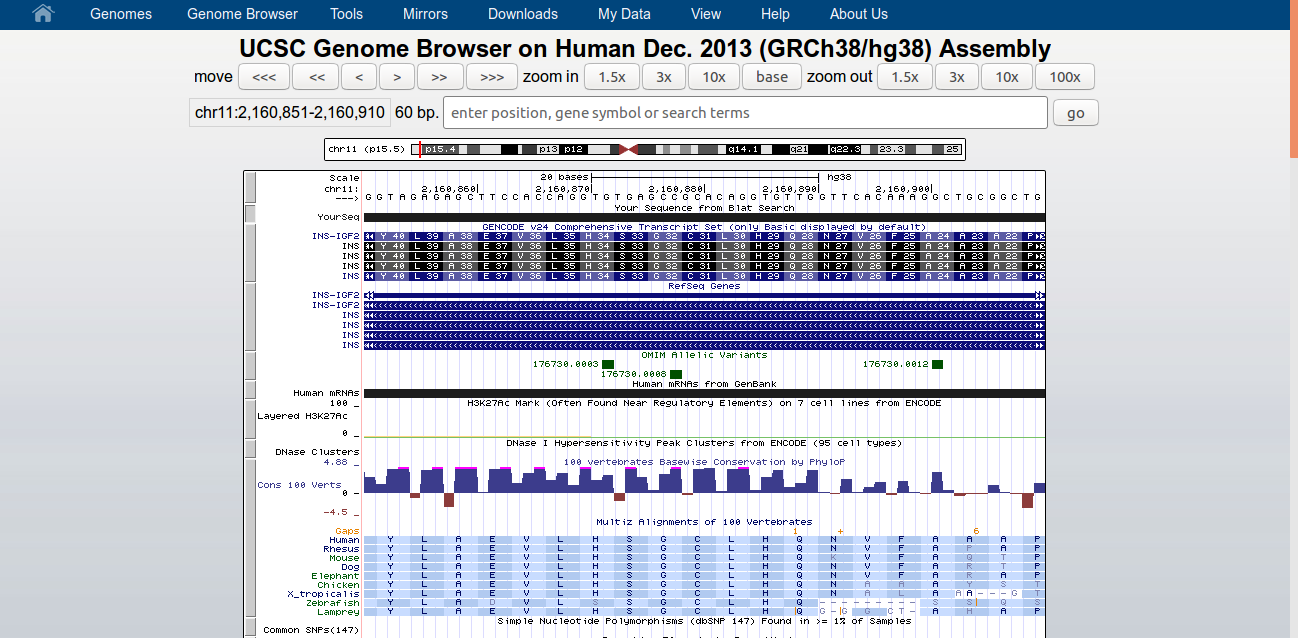 Genomes Genome Browser Tools Mirrors Downloads My Data View Help About Us
UCSC Genome Browser on Human Dec. 2013 (GRCh38/hg38) Assembly
move <<< << < > >> >>> zoom in 1.5x 3x 10x base zoom out 1.5x 3x 10x 100x
chr11:2,160,851-2,160,910 60 bp. enter position, gene symbol or search terms go
chr11 (p15.5) p15.4 p13 p12 q14.1 q21 q22.3 23.3 25
Scale 20 bases hg38
chr11: 2,160,860 2,160,870 2,160,880 2,160,890 2,160,900
---> G G T A G A G A G C T T C C A C C A G G T G T G A G C C G C A C A G G T G T T G G T T C A C A A A G G C T G C G G C T G
Your Sequence from Blat Search
YourSeq
GENCODE v24 Comprehensive Transcript Set (only Basic displayed by default)
INS-IGF2 Y 40 L 39 A 38 E 37 V 36 L 35 H 34 S 33 G 32 C 31 L 30 H 29 Q 28 N 27 V 26 F 25 A 24 A 23 A 22 P
INS Y 40 L 39 A 38 E 37 V 36 L 35 H 34 S 33 G 32 C 31 L 30 H 29 Q 28 N 27 V 26 F 25 A 24 A 23 A 22 P
INS Y 40 L 39 A 38 E 37 V 36 L 35 H 34 S 33 G 32 C 31 L 30 H 29 Q 28 N 27 V 26 F 25 A 24 A 23 A 22 P
INS Y 40 L 39 A 38 E 37 V 36 L 35 H 34 S 33 G 32 C 31 L 30 H 29 Q 28 N 27 V 26 F 25 A 24 A 23 A 22 P
INS Y 40 L 39 A 38 E 37 V 36 L 35 H 34 S 33 G 32 C 31 L 30 H 29 Q 28 N 27 V 26 F 25 A 24 A 23 A 22 P
RefSeq Genes
INS-IGF2
INS-IGF2
INS
INS
INS
INS
OMIM Allelic Variants
176730.0003 176730.0012
176730.0008
Human mRNAs from GenBank
Human mRNAs
100 _ H3K27Ac Mark (Often Found Near Regulatory Elements) on 7 cell lines from ENCODE
Layered H3K27Ac
0 _
DNase I Hypersensitivity Peak Clusters from ENCODE (95 cell types)
DNase Clusters
4.88 _ 100 vertebrates Basewise Conservation by PhyloP
Cons 100 Verts
0 _
-4.5 _
Multiz Alignments of 100 Vertebrates
Gaps 1 + 6
Human Y L A E V L H S G C L H Q N V F A A A P
Rhesus Y L A E V L H S G C L H Q N V F A P A P
Mouse Y L A E V L H S G C L H Q K V F A Q T P
Dog Y L A E V L H S G C L H Q N V F A R T P
Elephant Y L A E V L H S G C L H Q N V F A R A P
Chicken Y L A E V L H S G C L H Q N A A A Y S T
X_tropicalis Y L A E V L H S G C L H Q N A L A A A - - - G T
Zebrafish Y L A D V L S S G C L H Q - - - - - - - - - S S Q S
Lamprey Y L A E V L H S G C L H Q G - G G C T - A H A P
Simple Nucleotide Polymorphisms (dbSNP 147) Found in >= 1% of Samples
Common SNPs(147)